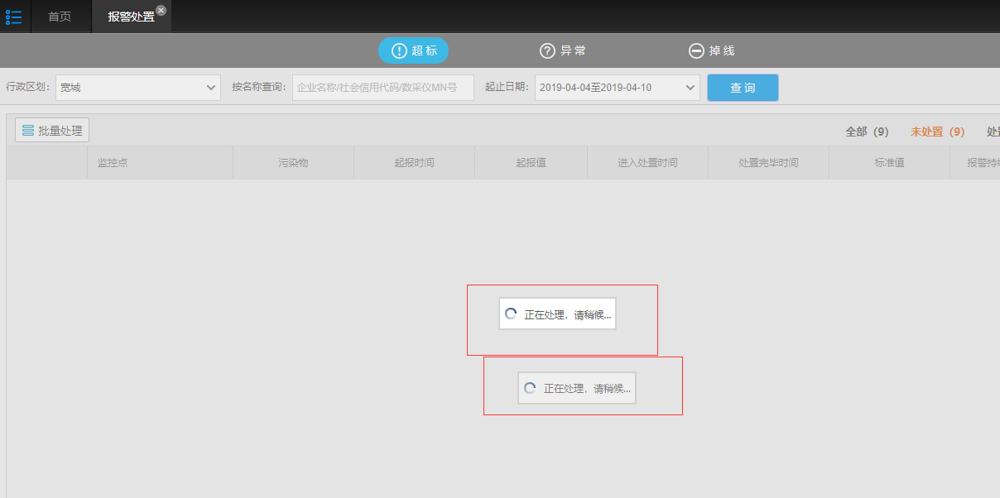 首页
报警处置
超标
异常
掉线
行政区划：
宽域
按名称查询：
企业名称/社会信用代码/数采仪MN号
起止日期：
2019-04-04至2019-04-10
查询
批量处理
全部（9）
未处置（9）
监控点
污染物
起报时间
起报值
进入处置时间
处置完毕时间
标准值
报警持
正在处理，请稍候...
正在处理，请稍候...